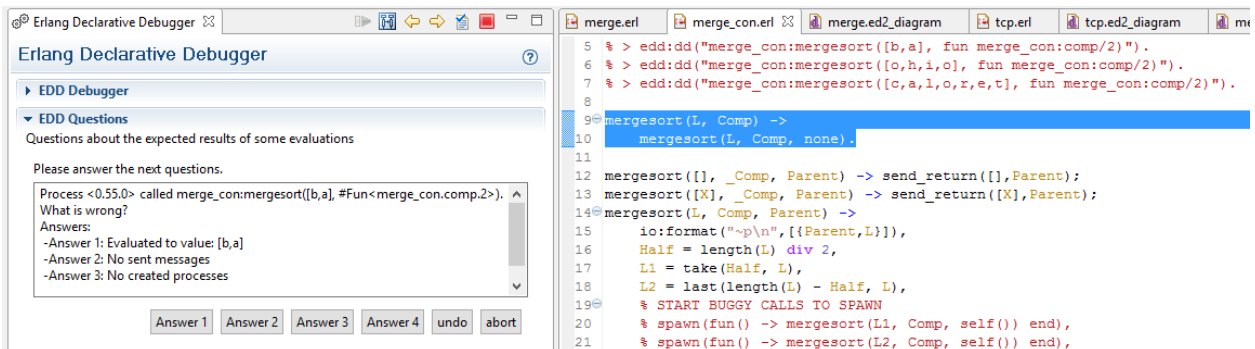 Erlang Declarative Debugger
Erlang Declarative Debugger
EDD Debugger
EDD Questions
Questions about the expected results of some evaluations
Please answer the next questions.
Process <0.55.0> called merge_con:mergesort([b,a], #Fun<merge_con.comp.2>).
What is wrong?
Answers:
-Answer 1: Evaluated to value: [b,a]
-Answer 2: No sent messages
-Answer 3: No created processes
Answer 1 Answer 2 Answer 3 Answer 4 undo abort
merge.erl merge_con.erl merge.ed2_diagram tcp.erl tcp.ed2_diagram me
5 % > edd:dd("merge_con:mergesort([b,a], fun merge_con:comp/2)").
6 % > edd:dd("merge_con:mergesort([o,h,i,o], fun merge_con:comp/2)").
7 % > edd:dd("merge_con:mergesort([c,a,l,o,r,e,t], fun merge_con:comp/2)").
8
9 mergesort(L, Comp) ->
10 mergesort(L, Comp, none).
11
12 mergesort([], _Comp, Parent) -> send_return([],Parent);
13 mergesort([X], _Comp, Parent) -> send_return([X],Parent);
14 mergesort(L, Comp, Parent) ->
15 io:format("~p\n",[{Parent,L}]),
16 Half = length(L) div 2,
17 L1 = take(Half, L),
18 L2 = last(length(L) - Half, L),
19 % START BUGGY CALLS TO SPAWN
20 % spawn(fun() -> mergesort(L1, Comp, self()) end),
21 % spawn(fun() -> mergesort(L2, Comp, self()) end),